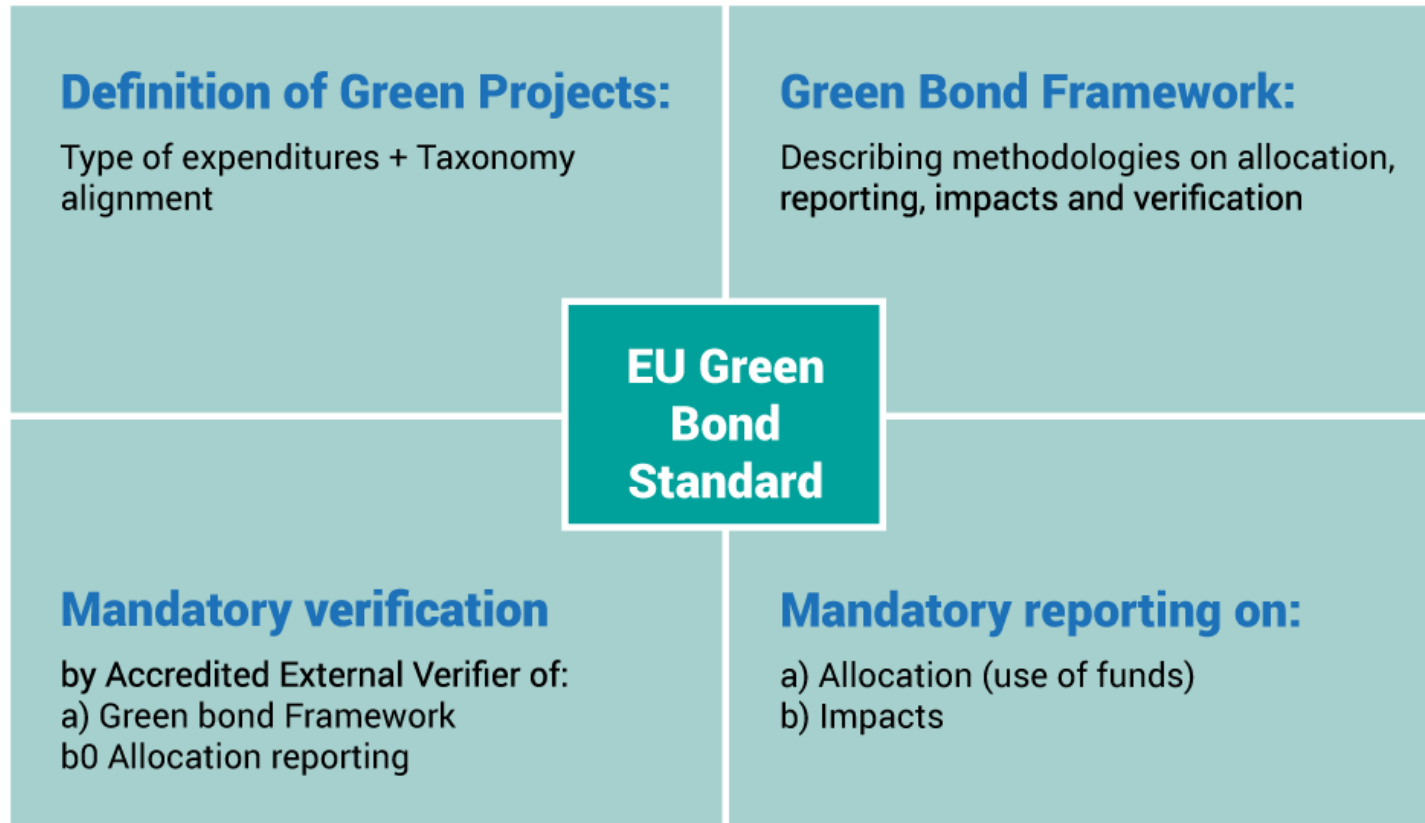 Definition of Green Projects:
Type of expenditures + Taxonomy
alignment
Green Bond Framework:
Describing methodologies on allocation,
reporting, impacts and verification
EU Green
Bond
Standard
Mandatory verification
by Accredited External Verifier of:
a) Green bond Framework
b0 Allocation reporting
Mandatory reporting on:
a) Allocation (use of funds)
b) Impacts